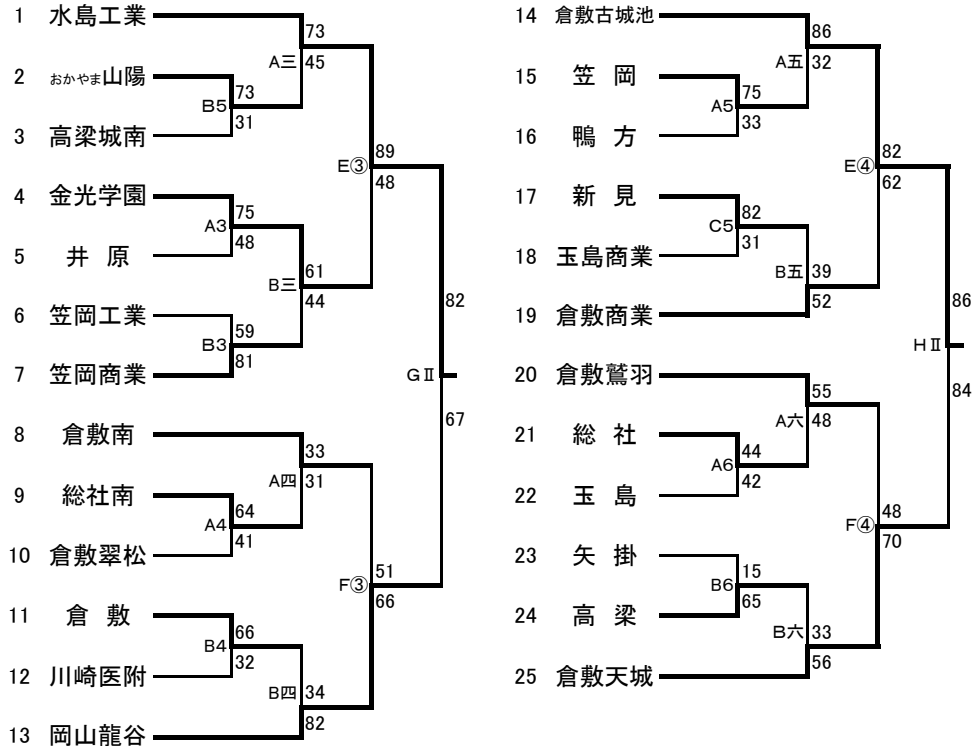 1 水島工業
73
A三 45
2 おかやま山陽
73
B5 31
3 高梁城南
89
E③ 48
4 金光学園
75
A3 48
5 井原
61
B三 44
6 笠岡工業
59
B3 81
7 笠岡商業
82
GⅡ
67
8 倉敷南
33
A四 31
9 総社南
64
A4 41
10 倉敷翠松
51
F③ 66
11 倉敷
66
B4 32
12 川崎医附
B四 34
82
13 岡山龍谷
14 倉敷古城池
86
A五 32
15 笠岡
75
A5 33
16 鴨方
82
E④ 62
17 新見
82
C5 31
18 玉島商業
B五 39
52
19 倉敷商業
86
HⅡ
84
20 倉敷鷲羽
55
A六 48
21 総社
44
A6 42
22 玉島
48
F④ 70
23 矢掛
15
B6 65
24 高梁
B六 33
56
25 倉敷天城